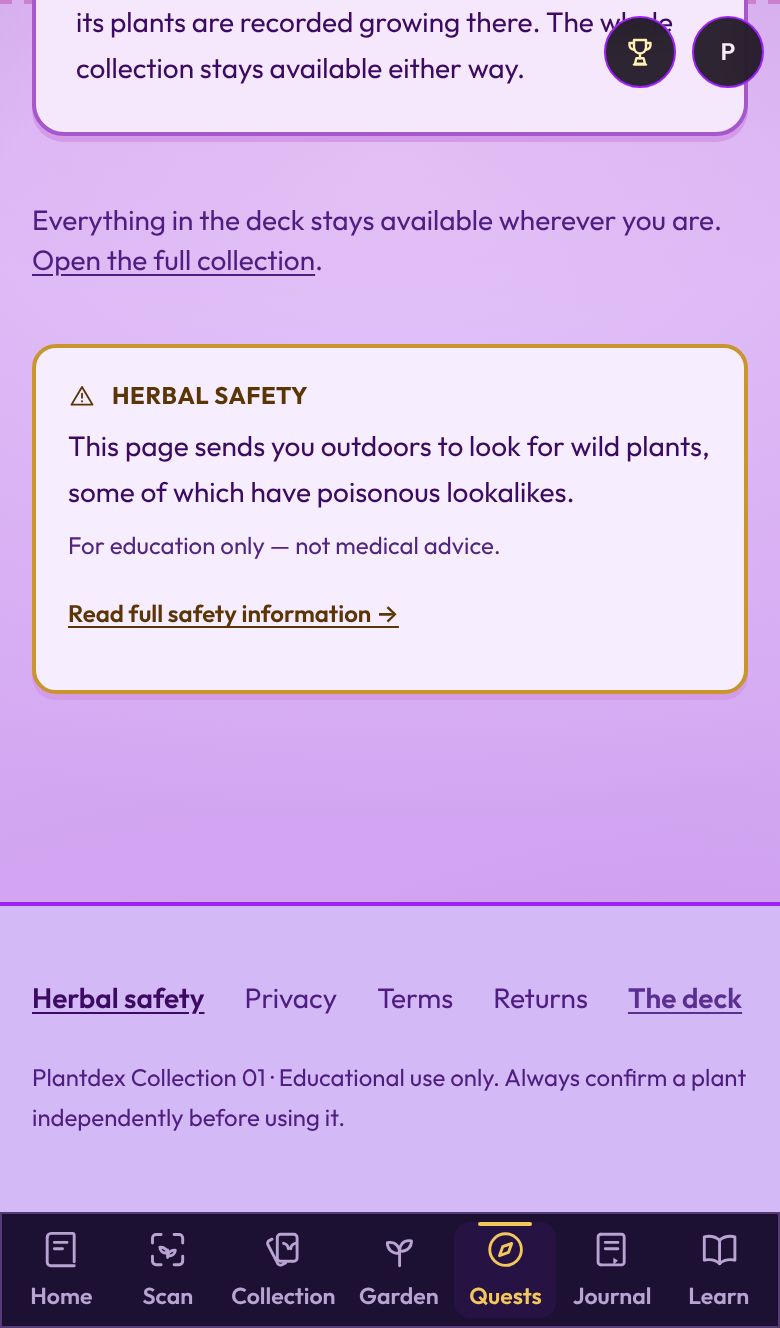 its plants are recorded growing there. The whole
collection stays available either way.
P
Everything in the deck stays available wherever you are.
Open the full collection.
HERBAL SAFETY
This page sends you outdoors to look for wild plants,
some of which have poisonous lookalikes.
For education only — not medical advice.
Read full safety information →
Herbal safety Privacy Terms Returns The deck
Plantdex Collection 01 · Educational use only. Always confirm a plant
independently before using it.
Home Scan Collection Garden Quests Journal Learn